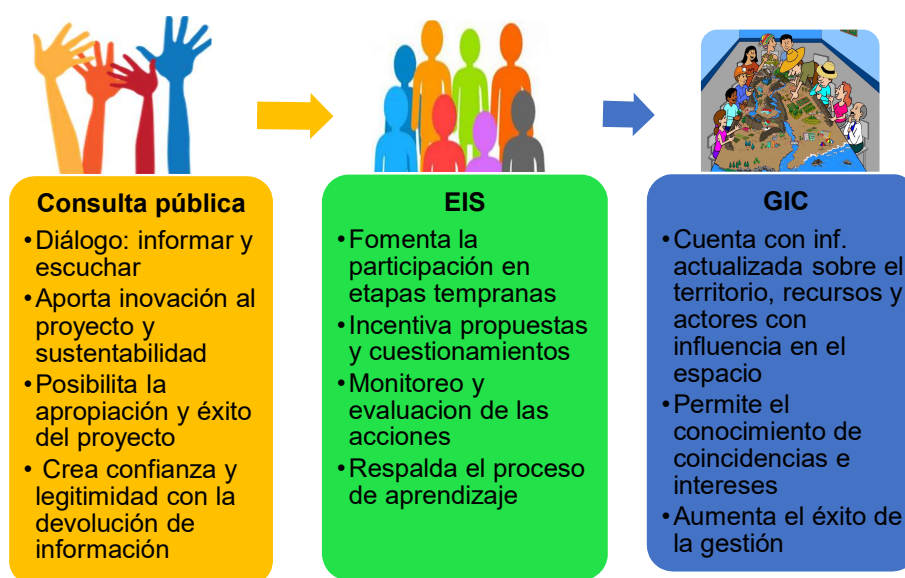 Consulta pública
•Diálogo: informar y
escuchar
•Aporta inovación al
proyecto y
sustentabilidad
•Posibilita la
apropiación y éxito
del proyecto
• Crea confianza y
legitimidad con la
devolución de
información
EIS
•Fomenta la
participación en
etapas tempranas
•Incentiva propuestas
y cuestionamientos
•Monitoreo y
evaluacion de las
acciones
•Respalda el proceso
de aprendizaje
GIC
•Cuenta con inf.
actualizada sobre el
territorio, recursos y
actores con
influencia en el
espacio
•Permite el
conocimiento de
coincidencias e
intereses
•Aumenta el éxito de
la gestión